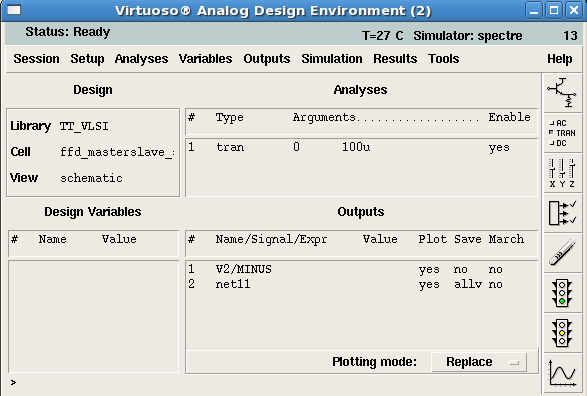 Virtuoso® Analog Design Environment (2)
Status: Ready T=27 C Simulator: spectre 13
Session Setup Analyses Variables Outputs Simulation Results Tools Help
Design
Library TT_VLSI
Cell ffd_masterslave_
View schematic
Analyses
# Type Arguments................... Enable
1 tran 0 100u yes
Design Variables
# Name Value
Outputs
# Name/Signal/Expr Value Plot Save March
1 V2/MINUS yes no no
2 net11 yes allv no
Plotting mode: Replace
>
AC
TRAN
DC
X Y Z